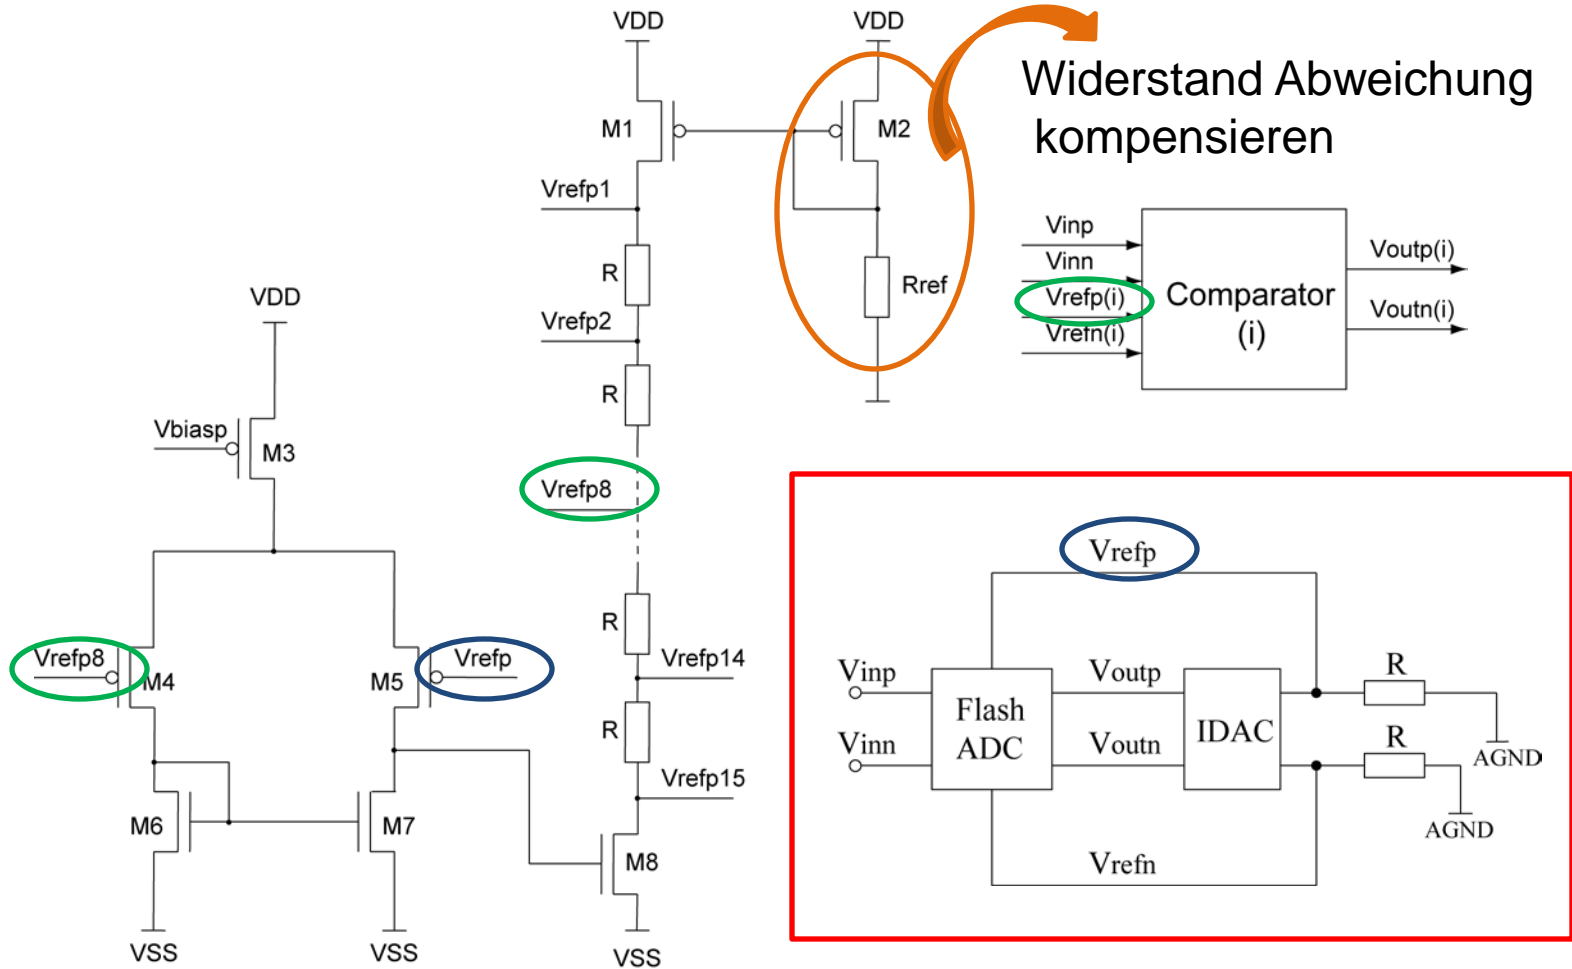 VDD
VDD
Widerstand Abweichung
kompensieren
M1
M2
Vrefp1
R
Rref
Vrefp2
R
Vinp
Vinn
Vrefp(i)
Vrefn(i)
Comparator
(i)
Voutp(i)
Voutn(i)
VDD
Vbiasp
M3
Vrefp8
Vrefp8
M4
M5
Vrefp
R
Vrefp14
R
Vrefp15
M6
M7
M8
VSS
VSS
VSS
Vrefp
Vinp
Vinn
Flash
ADC
Voutp
Voutn
IDAC
R
R
AGND
AGND
Vrefn